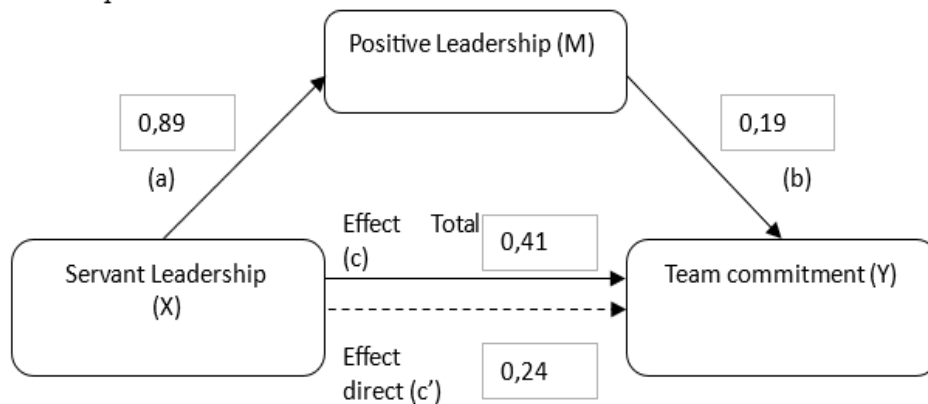 Positive Leadership (M)
0,89
0,19
(a)
(b)
Effect Total
(c)
0,41
Servant Leadership
(X)
Team commitment (Y)
Effect
direct (c’)
0,24